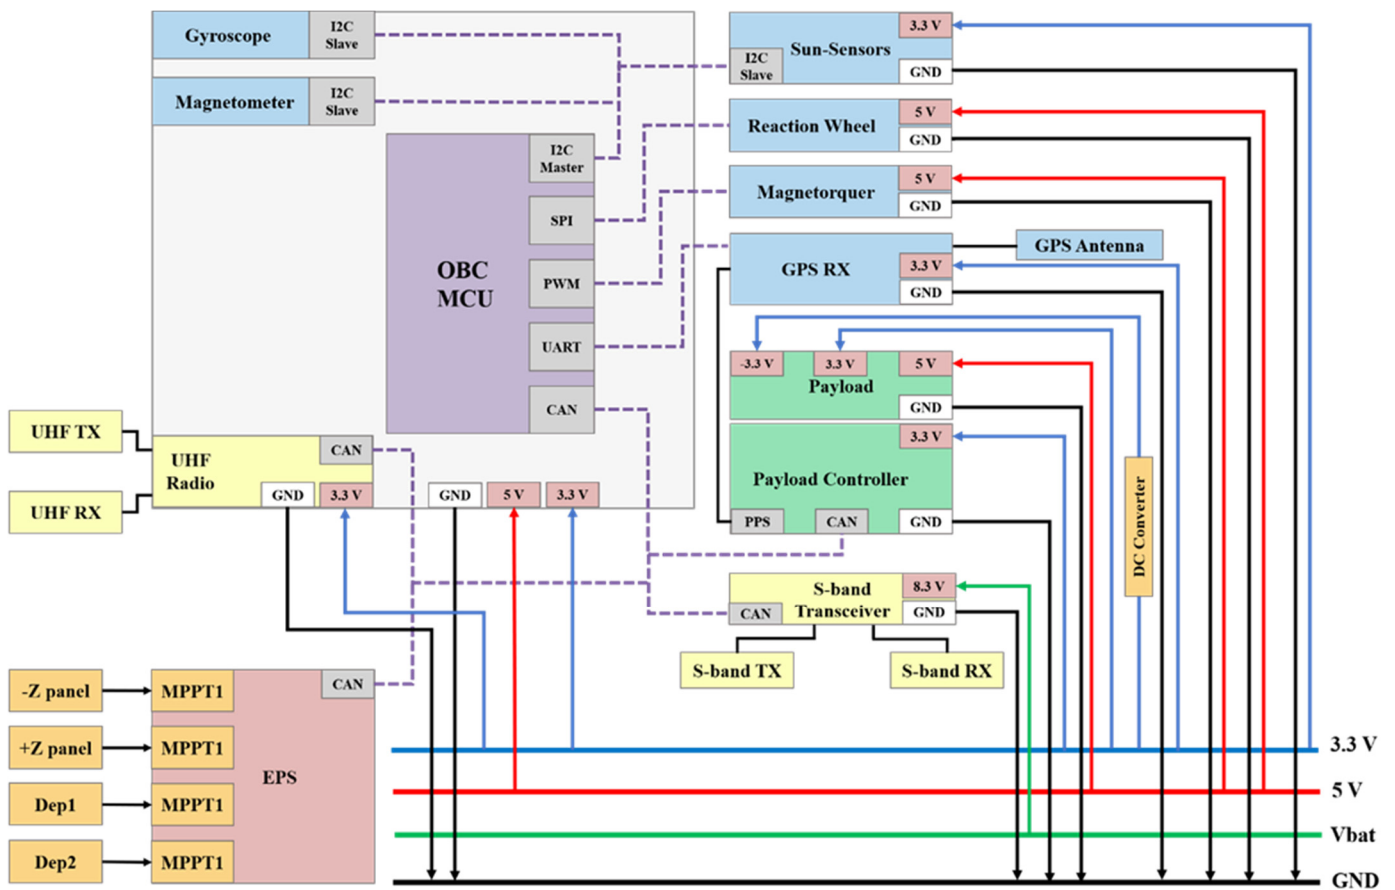 Gyroscope
I2C
Slave
Magnetometer
I2C
Slave
OBC
MCU
I2C
Master
SPI
PWM
UART
CAN
Sun-Sensors
I2C
Slave
3.3 V
GND
Reaction Wheel
5 V
GND
Magnetorquer
5 V
GND
GPS RX
3.3 V
GND
GPS Antenna
-3.3 V
3.3 V
5 V
Payload
GND
3.3 V
Payload Controller
PPS
CAN
GND
DC Converter
UHF TX
UHF RX
UHF
Radio
CAN
GND
3.3 V
GND
5 V
3.3 V
S-band
Transceiver
8.3 V
CAN
GND
S-band TX
S-band RX
-Z panel
+Z panel
Dep1
Dep2
MPPT1
MPPT1
MPPT1
MPPT1
EPS
CAN
3.3 V
5 V
Vbat
GND